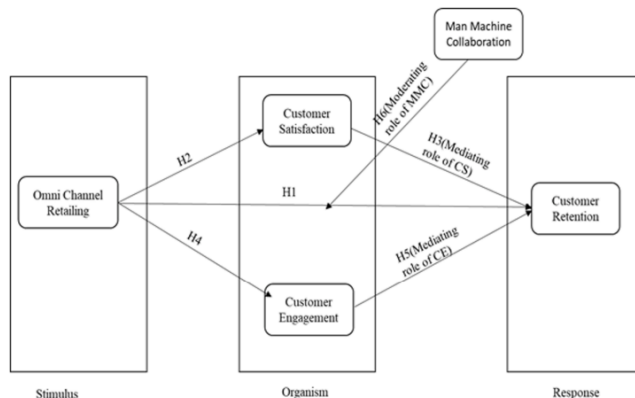 Man Machine
Collaboration
H6(Moderating
role of MMC)
Customer
Satisfaction
H2
H3(Mediating
role of CS)
Omni Channel
Retailing
H1
Customer
Retention
H4
H5(Mediating
role of CE)
Customer
Engagement
Stimulus
Organism
Response